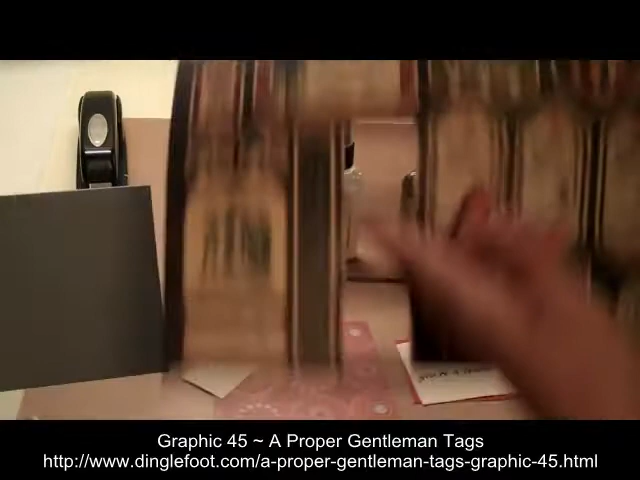 Graphic 45 ~ A Proper Gentleman Tags
http://www.dinglefoot.com/a-proper-gentleman-tags-graphic-45.html